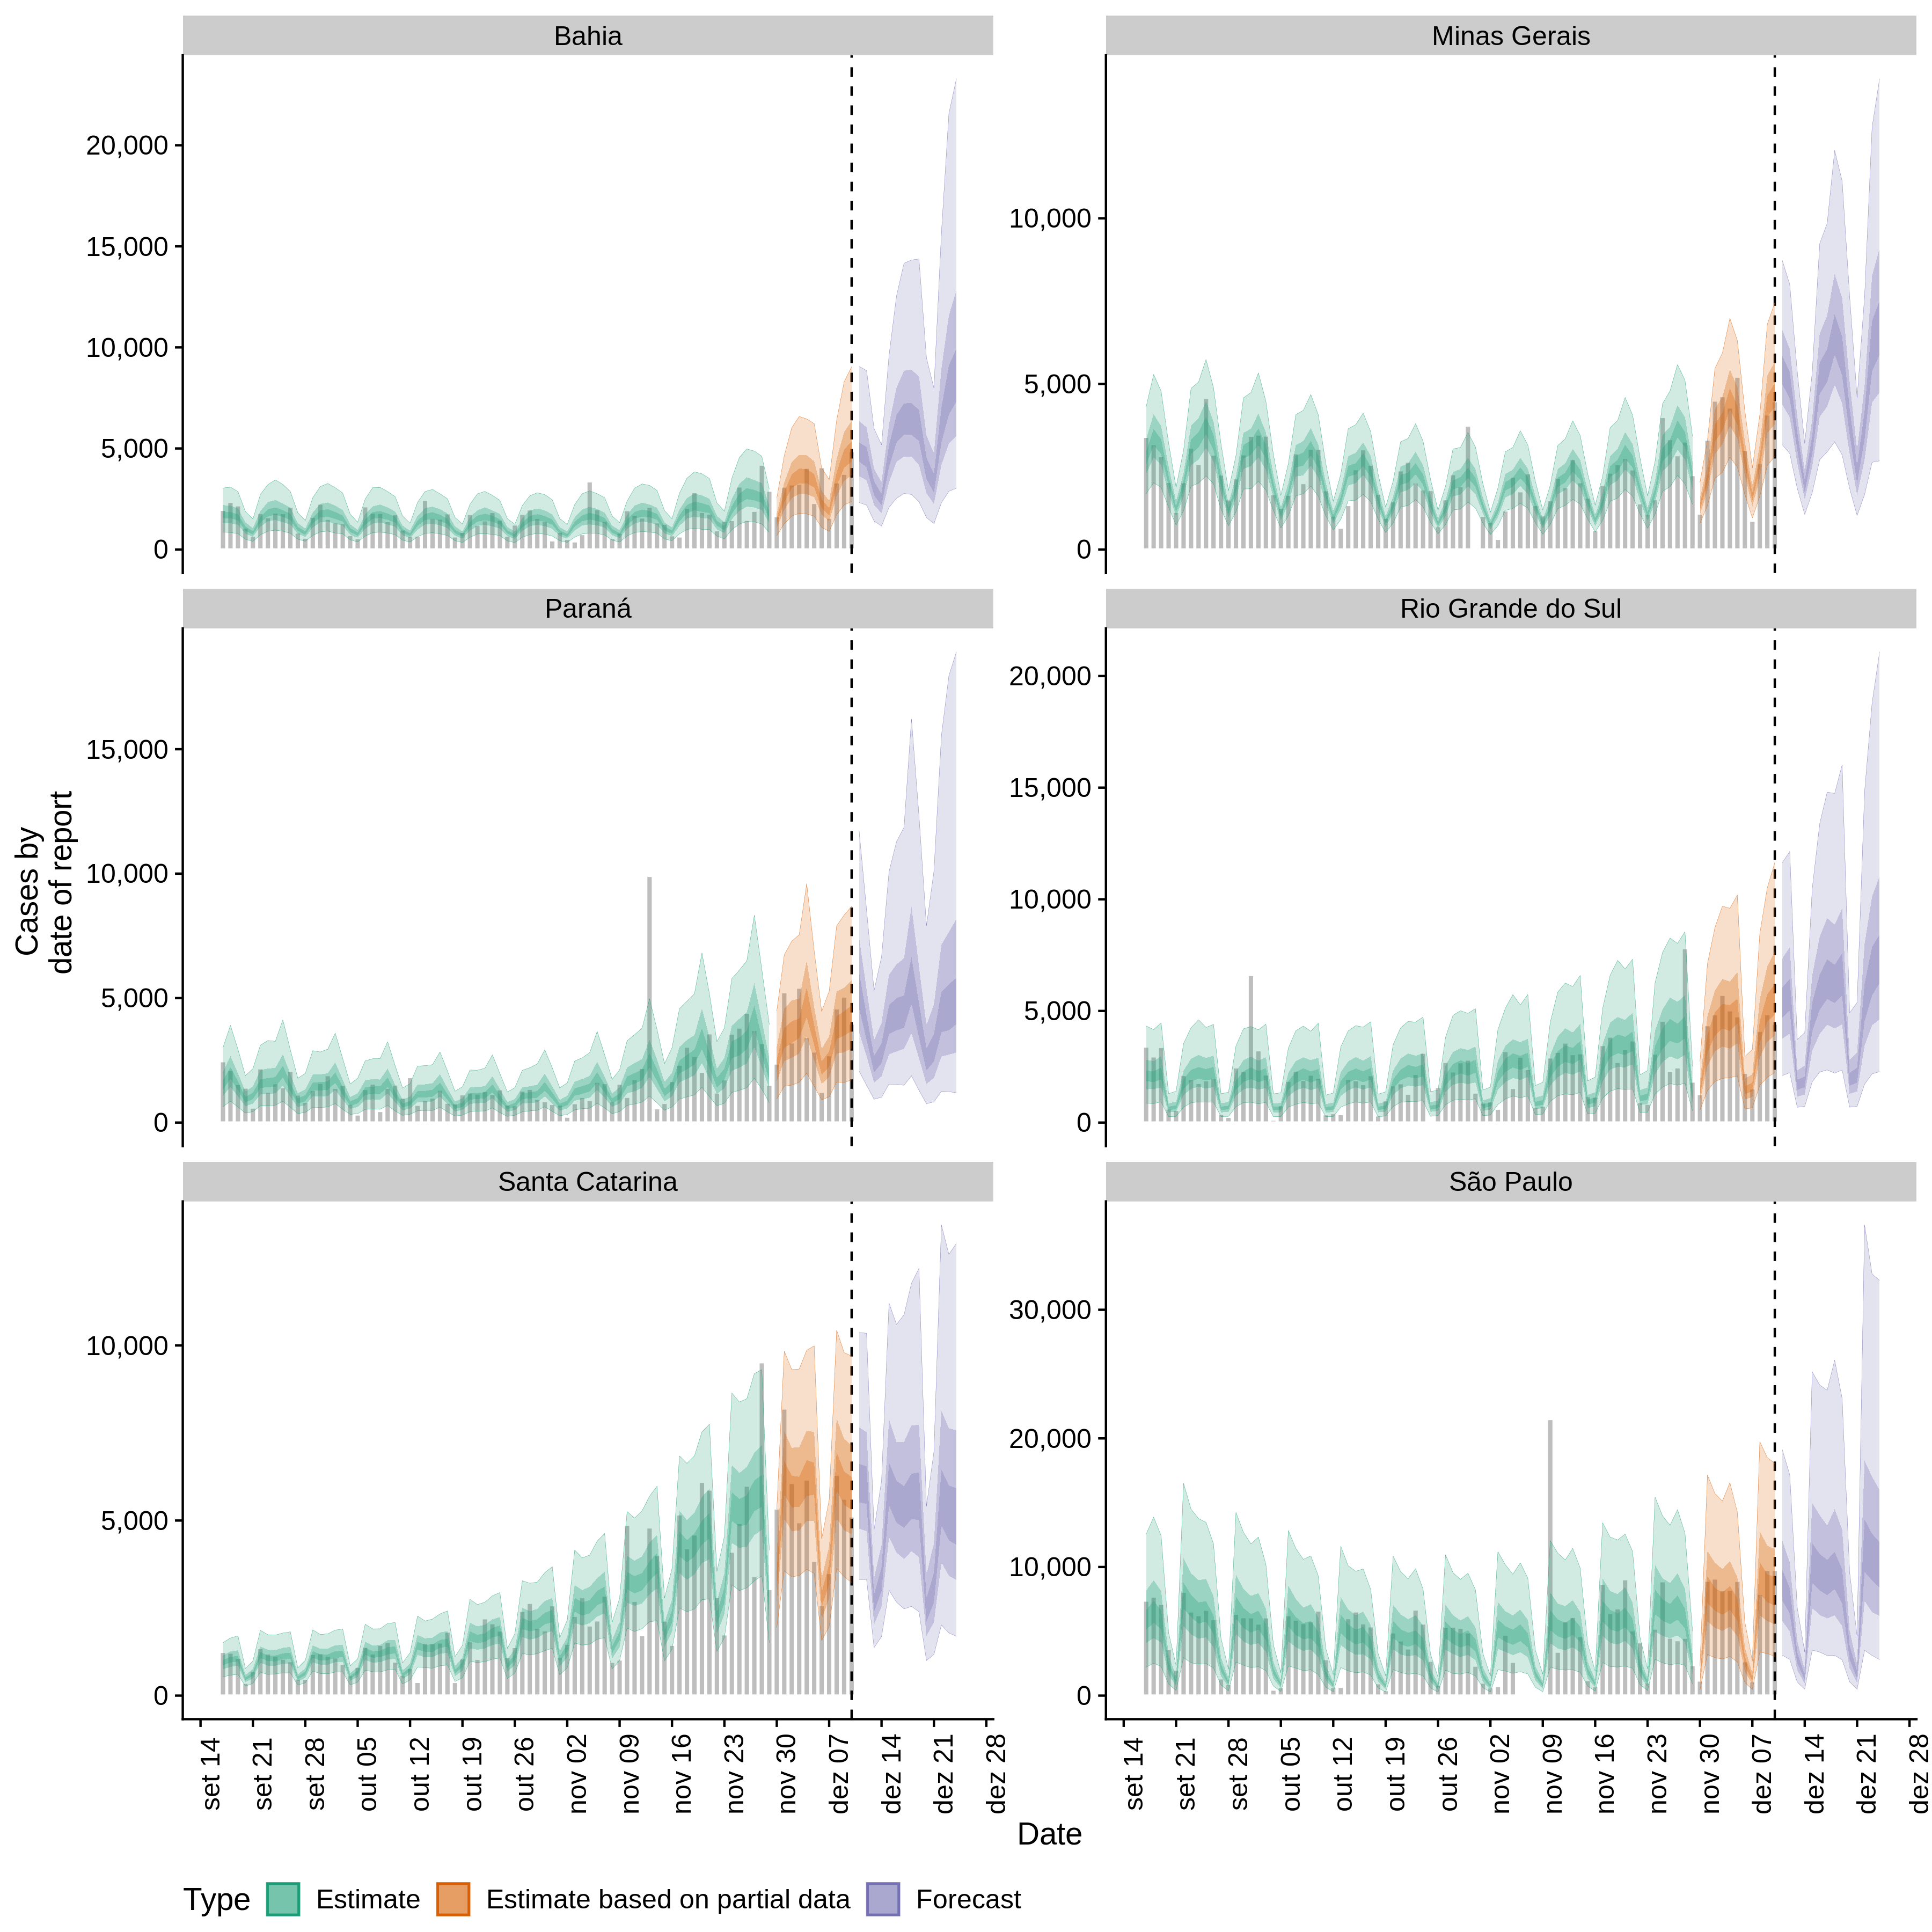 Bahia
Minas Gerais
20,000
15,000
10,000
5,000
0
10,000
5,000
0
Paraná
Rio Grande do Sul
15,000
10,000
5,000
0
20,000
15,000
10,000
5,000
0
Cases by
date of report
Santa Catarina
São Paulo
10,000
5,000
0
30,000
20,000
10,000
0
set 14
set 21
set 28
out 05
out 12
out 19
out 26
nov 02
nov 09
nov 16
nov 23
nov 30
dez 07
dez 14
dez 21
dez 28
set 14
set 21
set 28
out 05
out 12
out 19
out 26
nov 02
nov 09
nov 16
nov 23
nov 30
dez 07
dez 14
dez 21
dez 28
Date
Type Estimate Estimate based on partial data Forecast